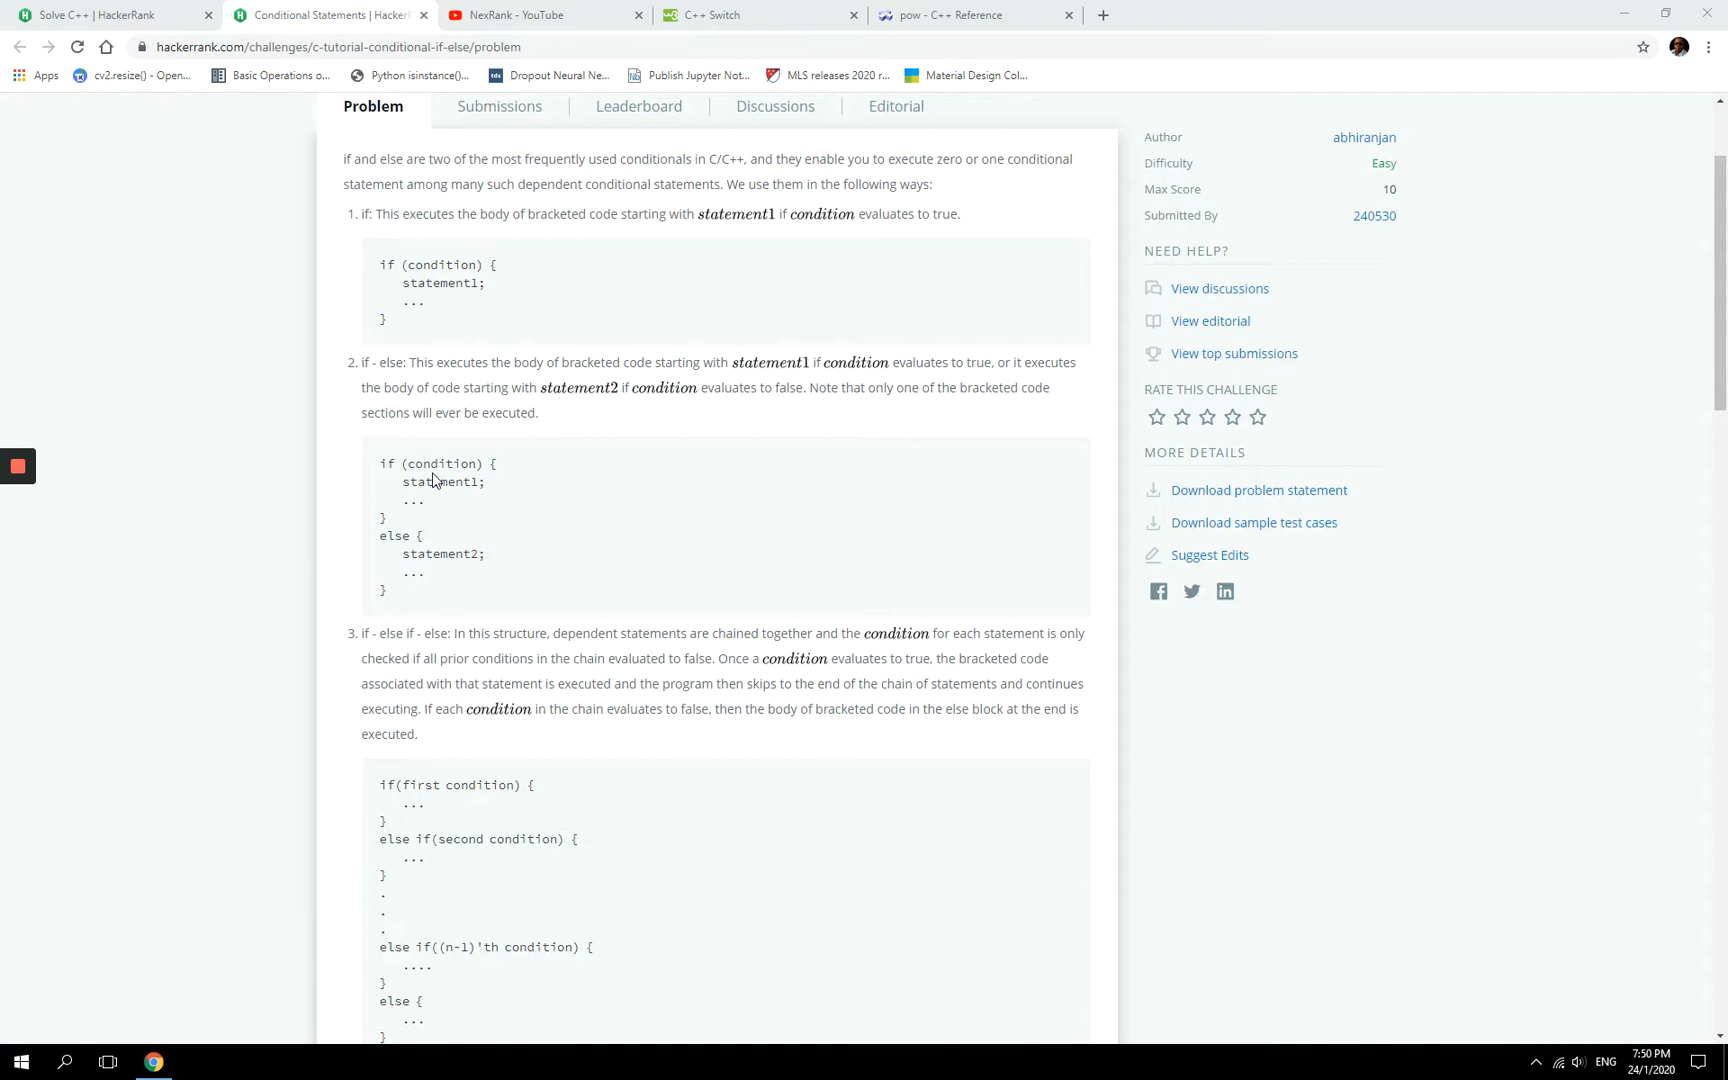 Solve C++ | HackerRank
Conditional Statements | Hacker
NexRank - YouTube
C++ Switch
pow - C++ Reference
hackerrank.com/challenges/c-tutorial-conditional-if-else/problem
Apps
cv2.resize() - Open...
Basic Operations o...
Python isinstance()...
Dropout Neural Ne...
Publish Jupyter Not...
MLS releases 2020 r...
Material Design Col...
Problem
Submissions
Leaderboard
Discussions
Editorial
if and else are two of the most frequently used conditionals in C/C++, and they enable you to execute zero or one conditional
statement among many such dependent conditional statements. We use them in the following ways:
1. if: This executes the body of bracketed code starting with statement1 if condition evaluates to true.
if (condition) {
statement1;
...
}
2. if - else: This executes the body of bracketed code starting with statement1 if condition evaluates to true, or it executes
the body of code starting with statement2 if condition evaluates to false. Note that only one of the bracketed code
sections will ever be executed.
if (condition) {
statement1;
...
}
else {
statement2;
...
}
3. if - else if - else: In this structure, dependent statements are chained together and the condition for each statement is only
checked if all prior conditions in the chain evaluated to false. Once a condition evaluates to true, the bracketed code
associated with that statement is executed and the program then skips to the end of the chain of statements and continues
executing. If each condition in the chain evaluates to false, then the body of bracketed code in the else block at the end is
executed.
if(first condition) {
...
}
else if(second condition) {
...
}
.
.
.
else if((n-1)'th condition) {
....
}
else {
...
}
Author
abhiranjan
Difficulty
Easy
Max Score
10
Submitted By
240530
NEED HELP?
View discussions
View editorial
View top submissions
RATE THIS CHALLENGE
MORE DETAILS
Download problem statement
Download sample test cases
Suggest Edits
ENG
7:50 PM
24/1/2020